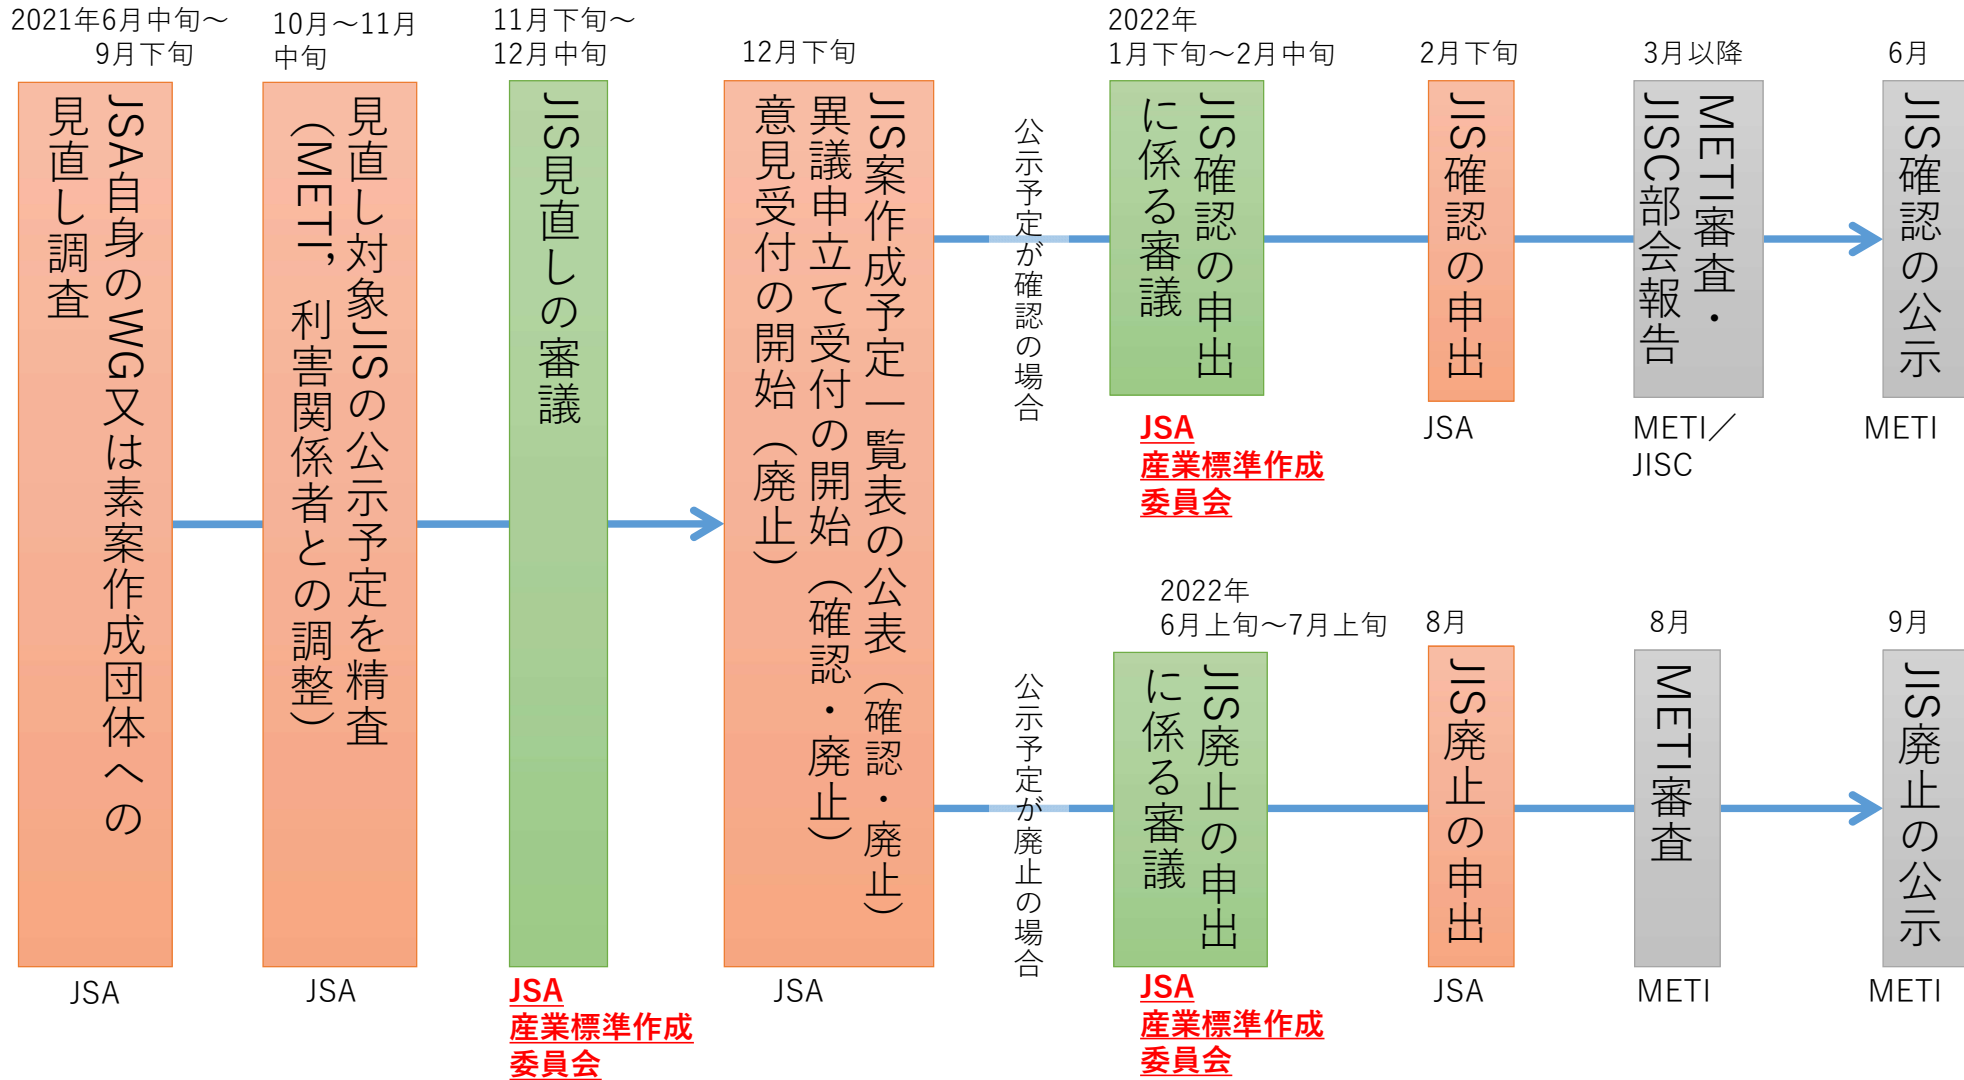 2021年6月中旬～
9月下旬
JSA自身のWG又は素案作成団体への
見直し調査
JSA
10月～11月
中旬
見直し対象JISの公示予定を精査
（METI，利害関係者との調整）
JSA
11月下旬～
12月中旬
JIS見直しの審議
JSA
産業標準作成
委員会
12月下旬
JIS案作成予定一覧表の公表（確認・廃止）
異議申立て受付の開始（確認・廃止）
意見受付の開始（廃止）
JSA
公示予定が確認の場合
2022年
1月下旬～2月中旬
JIS確認の申出
に係る審議
JSA
産業標準作成
委員会
2月下旬
JIS確認の申出
JSA
3月以降
METI審査・
JISC部会報告
METI／
JISC
6月
JIS確認の公示
METI
公示予定が廃止の場合
2022年
6月上旬～7月上旬
JIS廃止の申出
に係る審議
JSA
産業標準作成
委員会
8月
JIS廃止の申出
JSA
8月
METI審査
METI
9月
JIS廃止の公示
METI